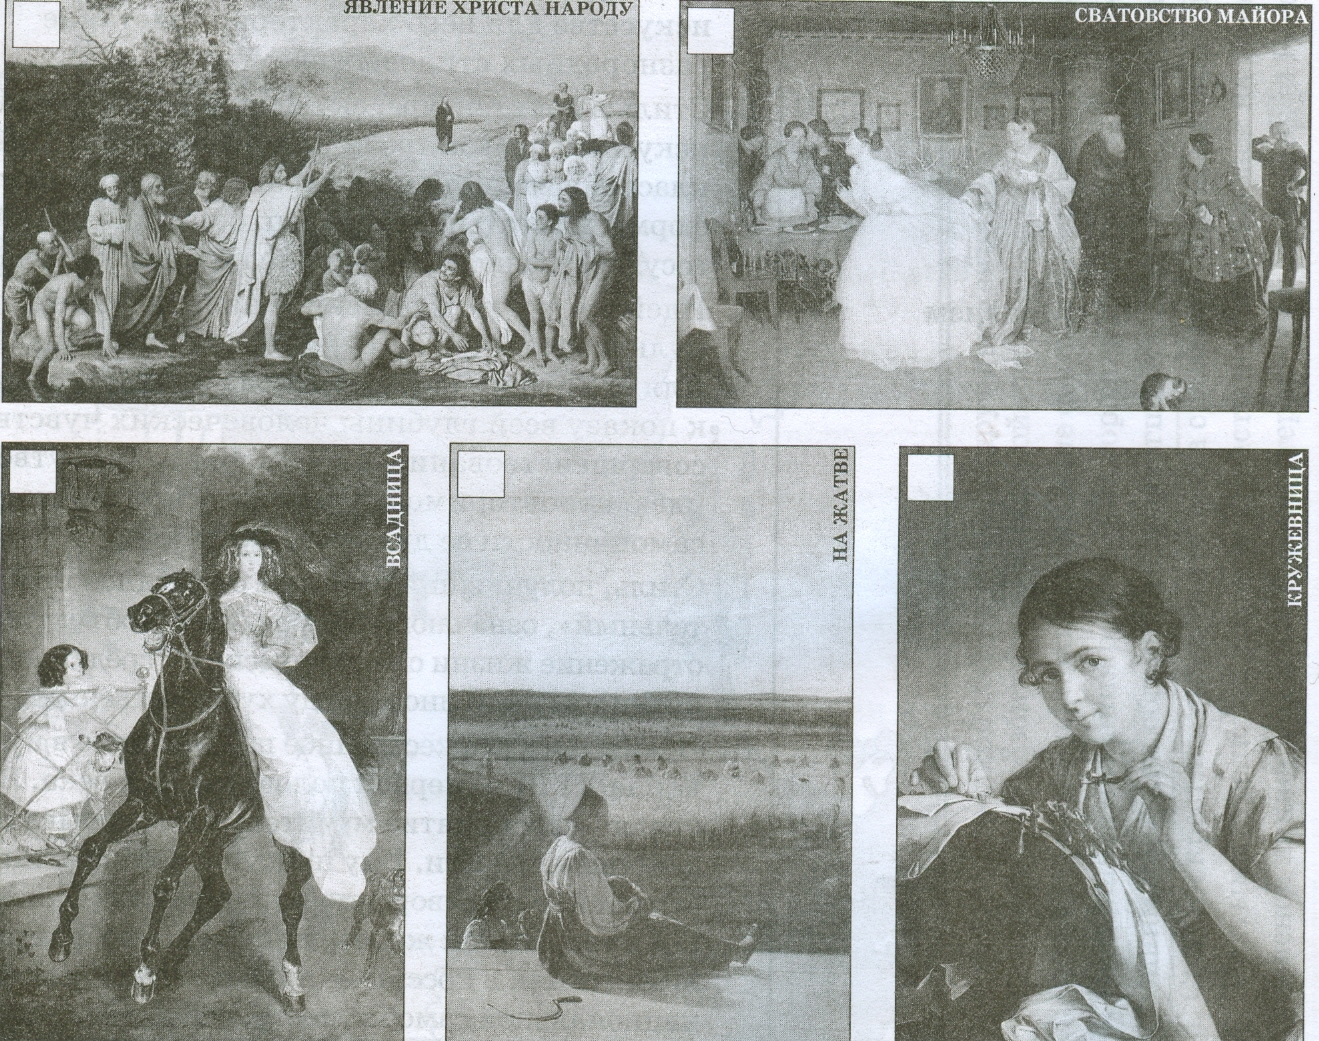 ЯВЛЕНИЕ ХРИСТА НАРОДУ
СВАТОВСТВО МАЙОРА
ВСАДНИЦА
НА ЖАТВЕ
КРУЖЕВНИЦА